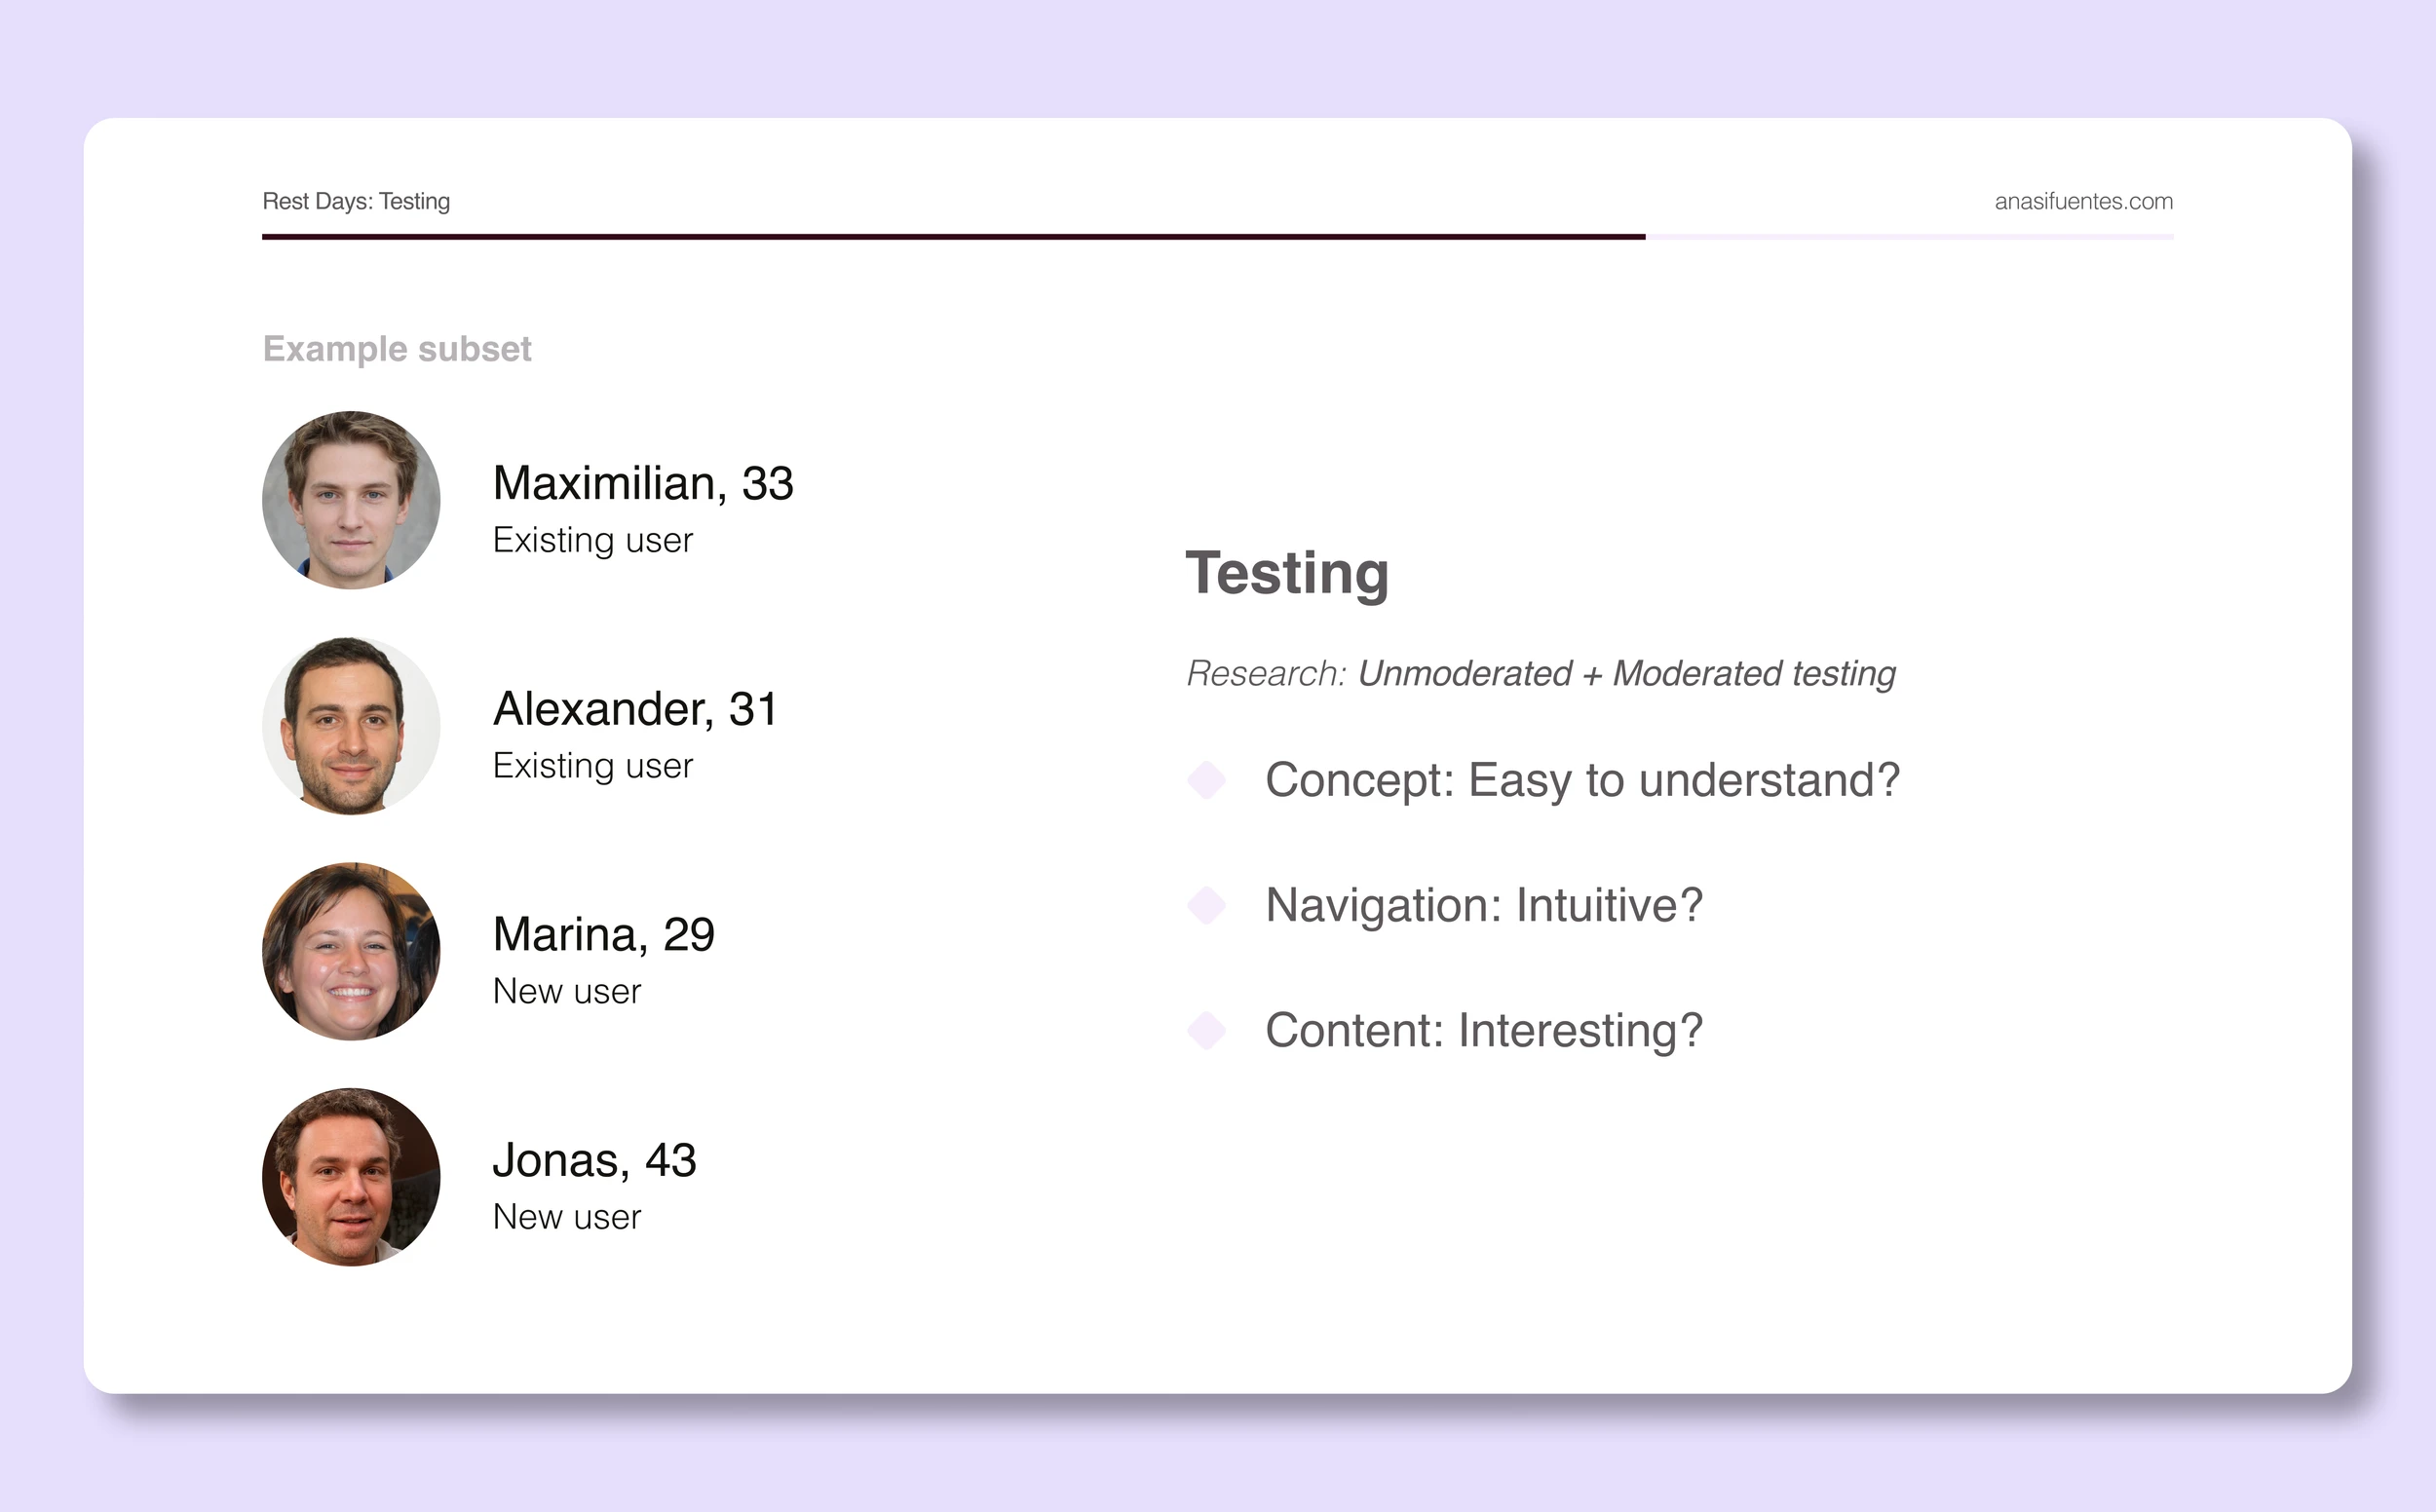 Rest Days: Testing
anasifuentes.com
Example subset
Maximilian, 33
Existing user
Alexander, 31
Existing user
Marina, 29
New user
Jonas, 43
New user
Testing
Research: Unmoderated + Moderated testing
Concept: Easy to understand?
Navigation: Intuitive?
Content: Interesting?